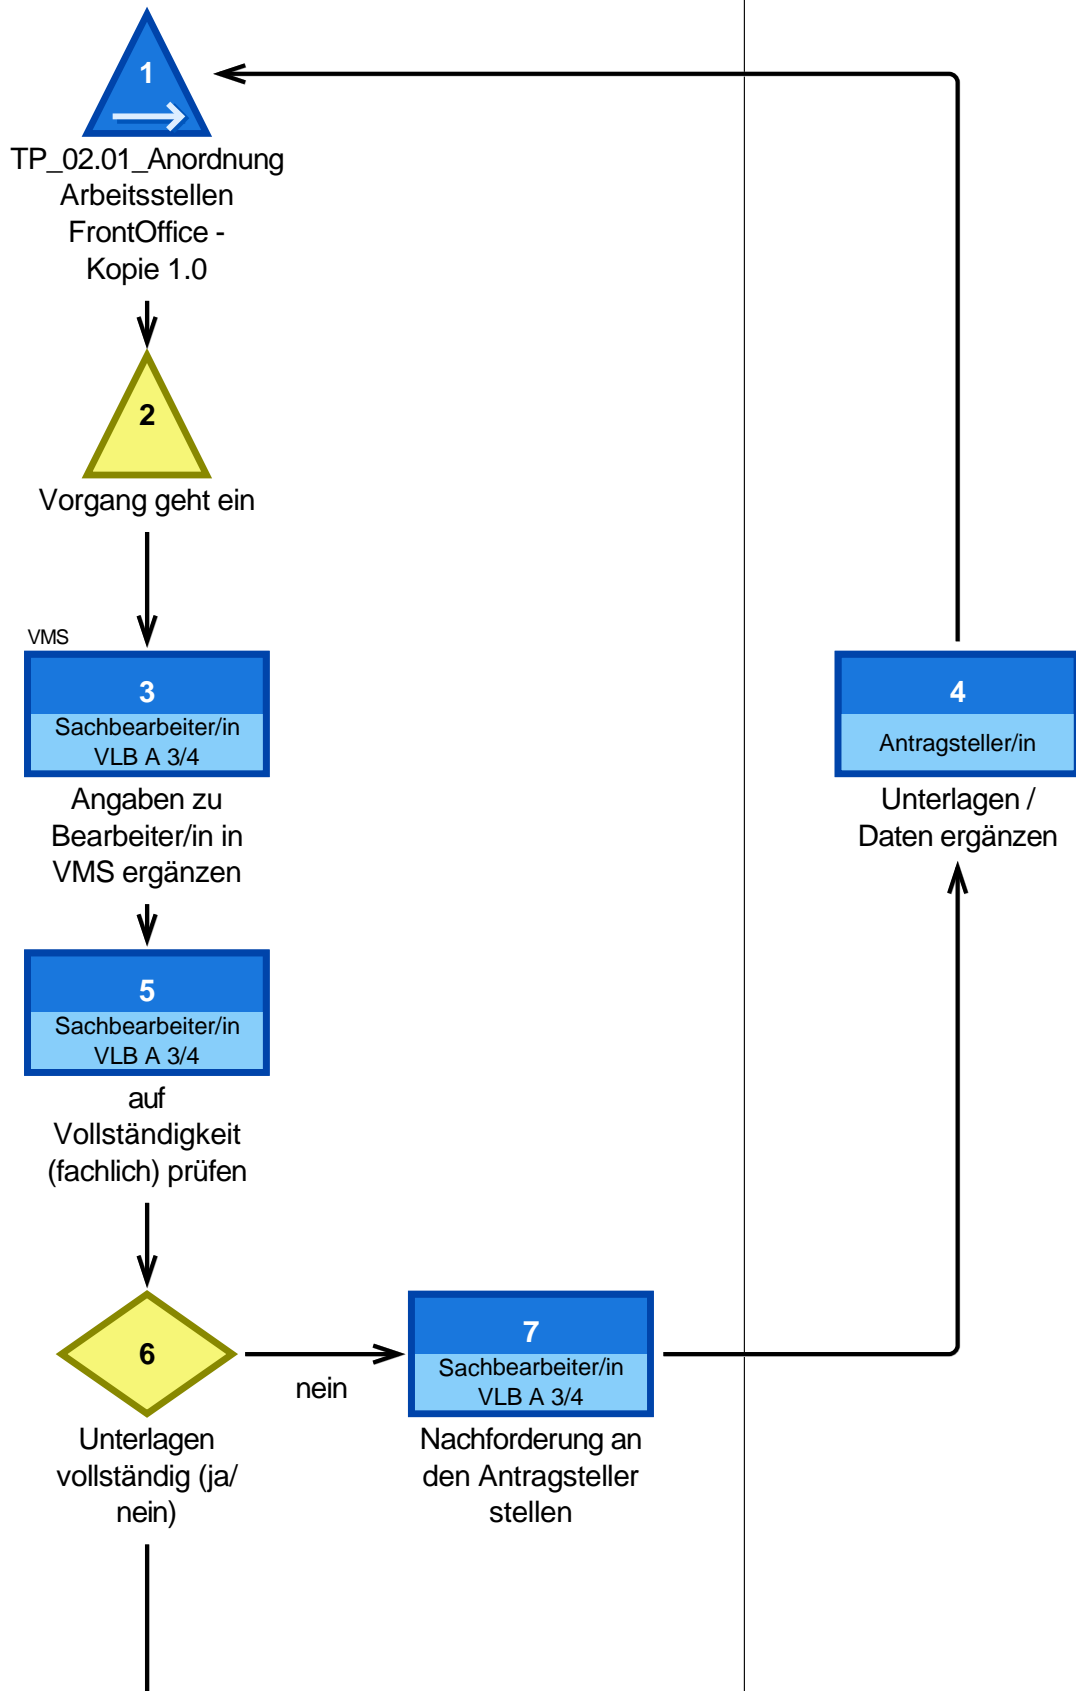 1
TP_02.01_Anordnung
Arbeitsstellen
FrontOffice -
Kopie 1.0
2
Vorgang geht ein
VMS
3
Sachbearbeiter/in
VLB A 3/4
Angaben zu
Bearbeiter/in in
VMS ergänzen
4
Antragsteller/in
Unterlagen /
Daten ergänzen
5
Sachbearbeiter/in
VLB A 3/4
auf
Vollständigkeit
(fachlich) prüfen
6
Unterlagen
vollständig (ja/
nein)
nein
7
Sachbearbeiter/in
VLB A 3/4
Nachforderung an
den Antragsteller
stellen